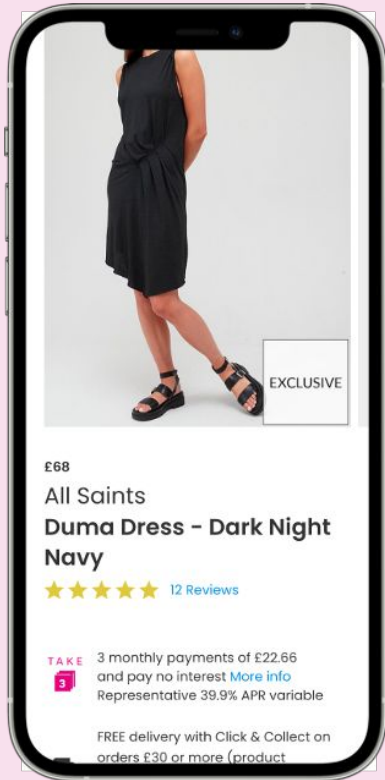 EXCLUSIVE
£68
All Saints
Duma Dress - Dark Night
Navy
12 Reviews
TAKE
3
3 monthly payments of £22.66
and pay no interest More info
Representative 39.9% APR variable
FREE delivery with Click & Collect on
orders £30 or more (product